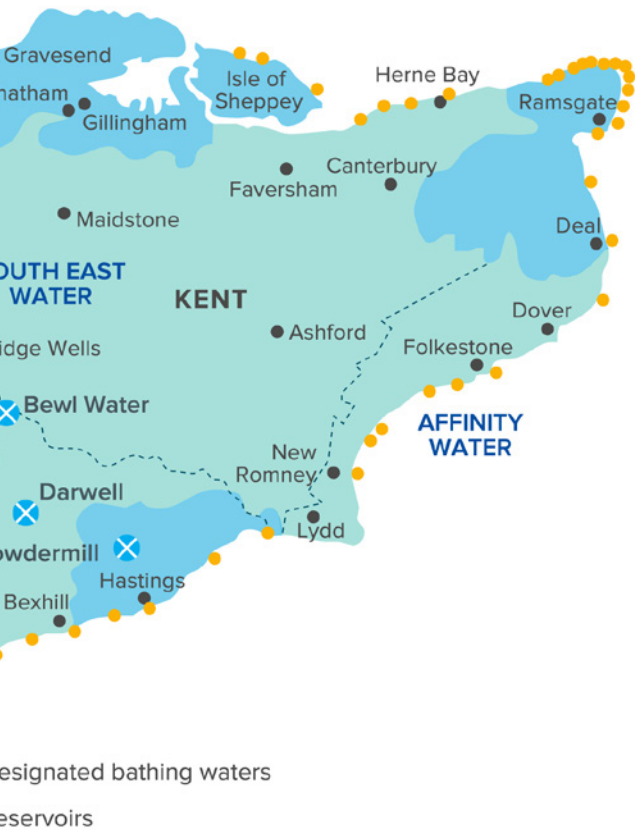 Gravesend
hatham
Gillingham
Isle of
Sheppey
Herne Bay
Ramsgate
Canterbury
Faversham
Maidstone
Deal
OUTH EAST
WATER
KENT
Dover
Ashford
Folkestone
idge Wells
Bewl Water
AFFINITY
WATER
New
Romney
Darwell
Lydd
owdermill
Hastings
Bexhill
esignated bathing waters
eservoirs